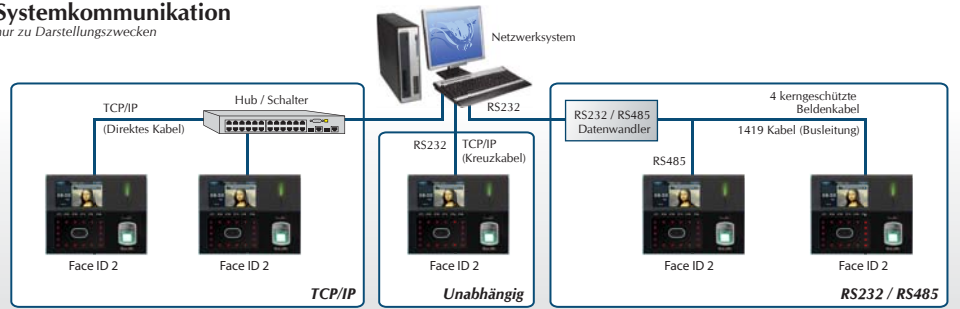 Systemkommunikation
nur zu Darstellungszwecken
Netzwerksystem
TCP/IP
(Direktes Kabel)
Hub / Schalter
RS232
TCP/IP
(Kreuzkabel)
RS232
RS232 / RS485
Datenwandler
4 kerngeschützte
Beldenkabel
1419 Kabel (Busleitung)
RS485
Face ID 2
Face ID 2
Face ID 2
Face ID 2
Face ID 2
TCP/IP
Unabhängig
RS232 / RS485